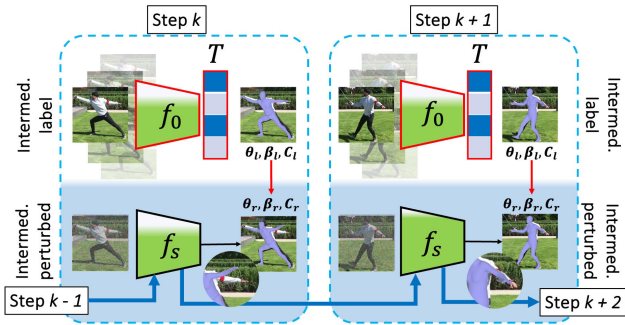 Step k
Step k + 1
T
T
Intermed.
label
f₀
f₀
Intermed.
label
θₗ, βₗ, Cₗ
θₗ, βₗ, Cₗ
Intermed.
perturbed
θᵣ, βᵣ, Cᵣ
θᵣ, βᵣ, Cᵣ
Intermed.
perturbed
fₛ
fₛ
Step k - 1
Step k + 2